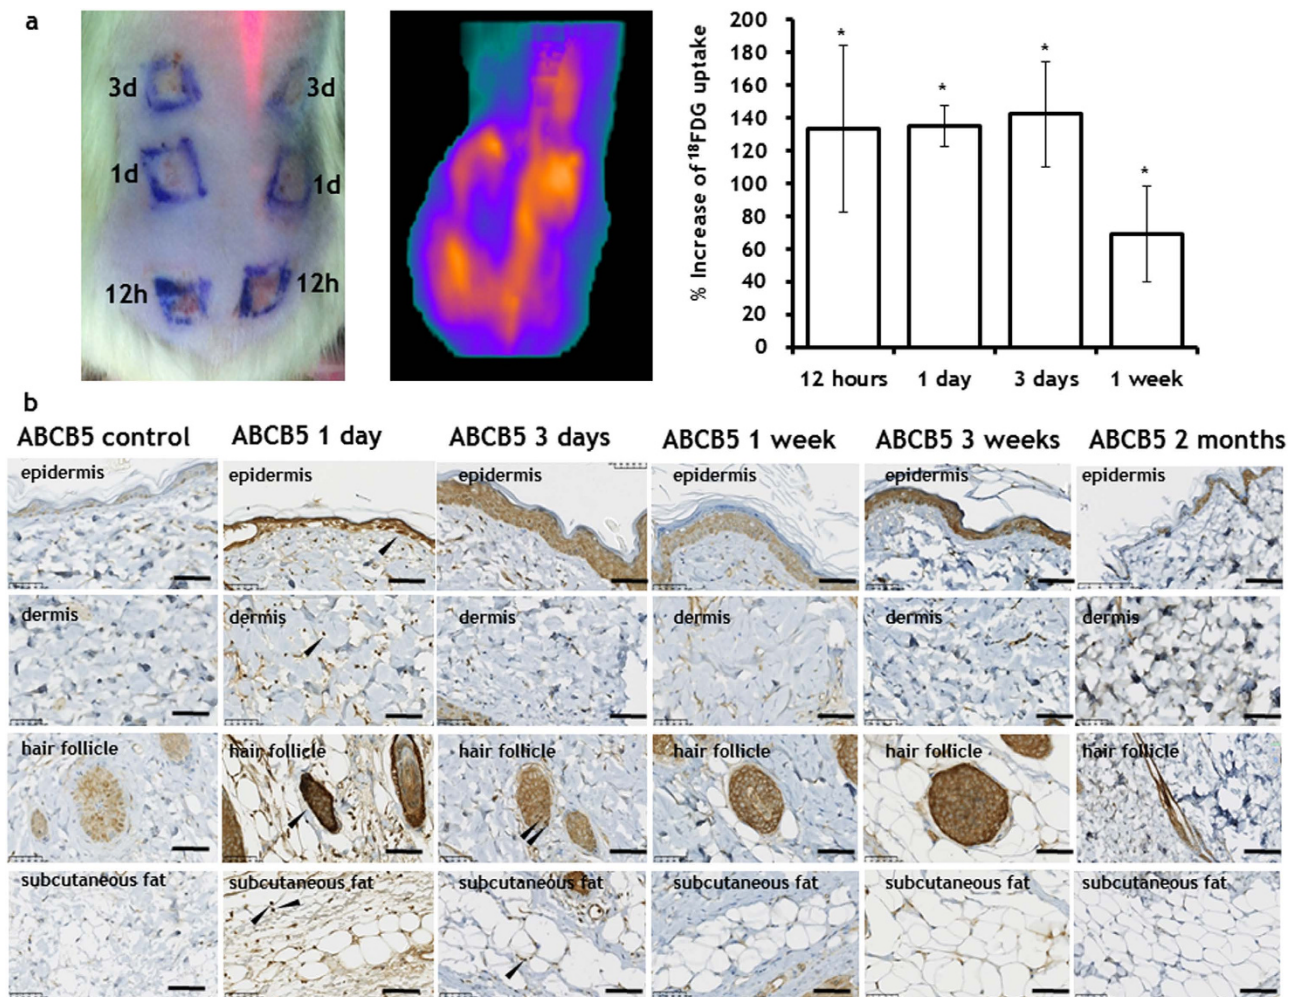 a
3d 3d
1d 1d
12h 12h
% Increase of ¹⁸FDG uptake
200
180
160
140
120
100
80
60
40
20
0
* * * *
12 hours 1 day 3 days 1 week
b
ABCB5 control ABCB5 1 day ABCB5 3 days ABCB5 1 week ABCB5 3 weeks ABCB5 2 months
epidermis epidermis epidermis epidermis epidermis epidermis
dermis dermis dermis dermis dermis dermis
hair follicle hair follicle hair follicle hair follicle hair follicle hair follicle
subcutaneous fat subcutaneous fat subcutaneous fat subcutaneous fat subcutaneous fat subcutaneous fat